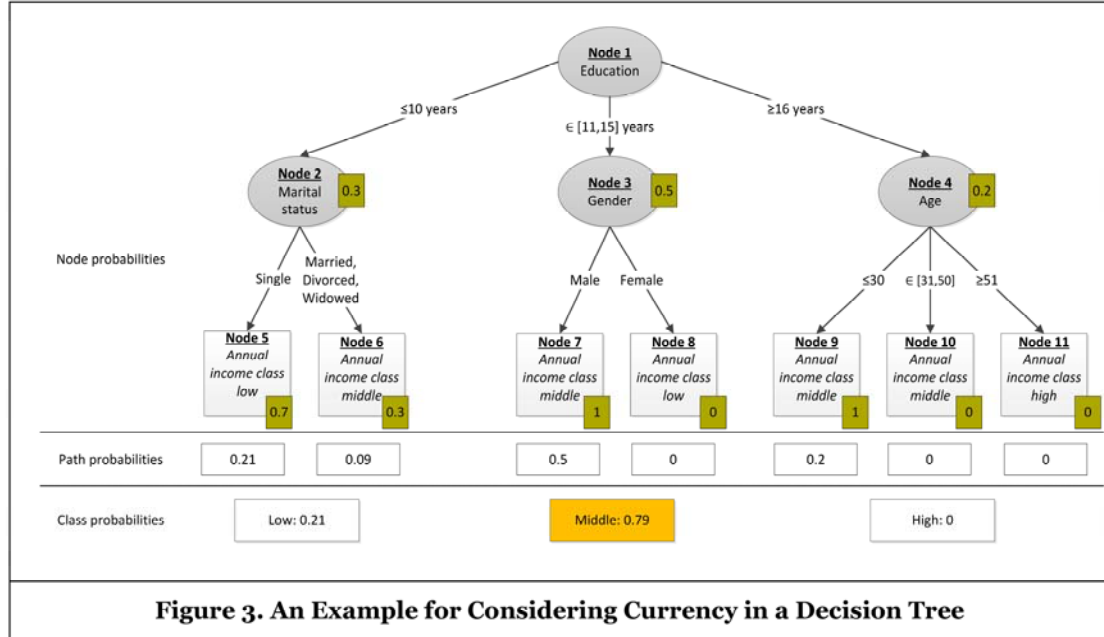 Node 1
Education
≤10 years
∈ [11,15] years
≥16 years
Node 2
Marital
status
0.3
Node 3
Gender
0.5
Node 4
Age
0.2
Node probabilities
Single
Married,
Divorced,
Widowed
Male
Female
≤30
∈ [31,50]
≥51
Node 5
Annual
income class
low
0.7
Node 6
Annual
income class
middle
0.3
Node 7
Annual
income class
middle
1
Node 8
Annual
income class
low
0
Node 9
Annual
income class
middle
1
Node 10
Annual
income class
middle
0
Node 11
Annual
income class
high
0
Path probabilities
0.21
0.09
0.5
0
0.2
0
0
Class probabilities
Low: 0.21
Middle: 0.79
High: 0
Figure 3. An Example for Considering Currency in a Decision Tree